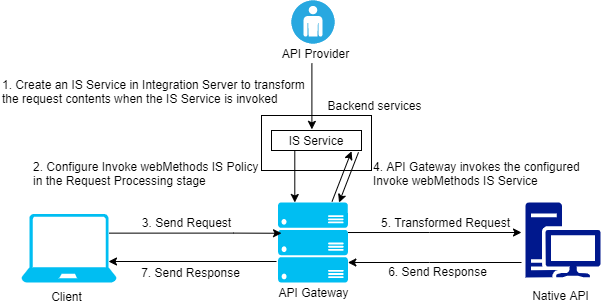 API Provider
1. Create an IS Service in Integration Server to transform
the request contents when the IS Service is invoked
Backend services
IS Service
2. Configure Invoke webMethods IS Policy
in the Request Processing stage
4. API Gateway invokes the configured
Invoke webMethods IS Service
3. Send Request
5. Transformed Request
7. Send Response
6. Send Response
Client
API Gateway
Native API